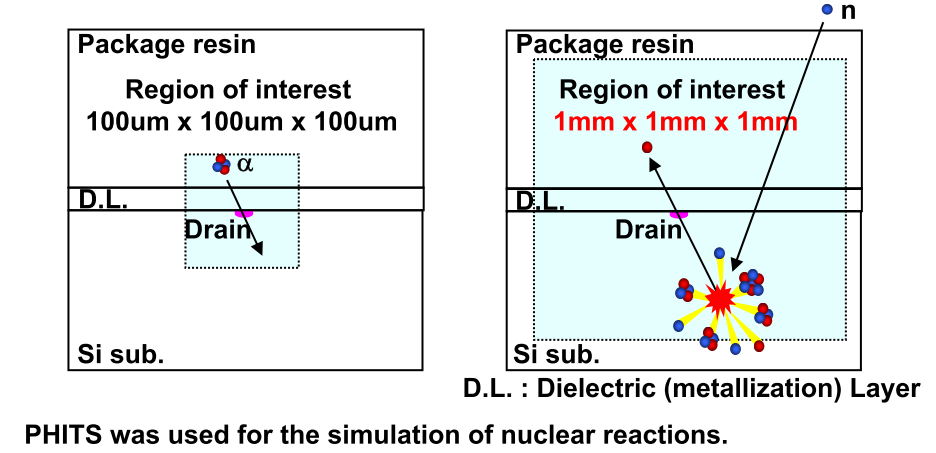 Package resin
Region of interest
100um x 100um x 100um
α
D.L.
Drain
Si sub.
n
Package resin
Region of interest
1mm x 1mm x 1mm
D.L.
Drain
Si sub.
D.L. : Dielectric (metallization) Layer
PHITS was used for the simulation of nuclear reactions.